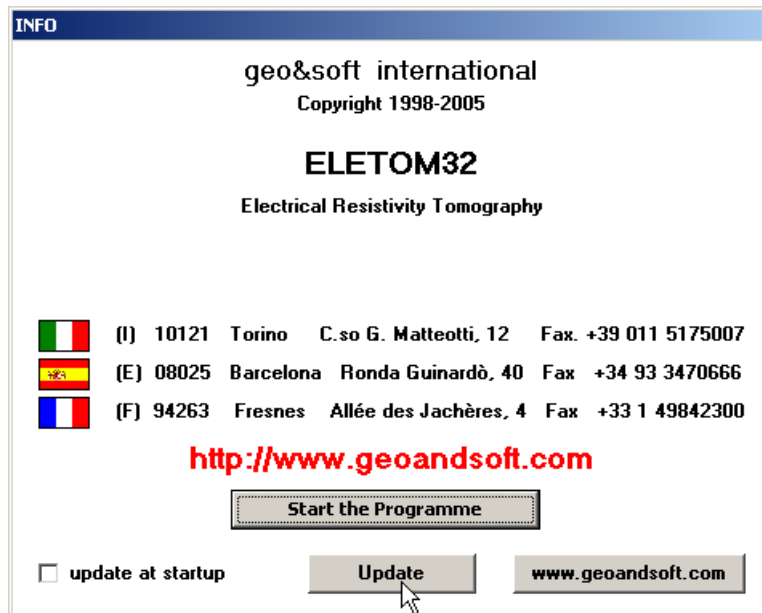 INFO
geo&soft international
Copyright 1998-2005
ELETOM32
Electrical Resistivity Tomography
(I) 10121 Torino C.so G. Matteotti, 12 Fax. +39 011 5175007
(E) 08025 Barcelona Ronda Guinardò, 40 Fax +34 93 3470666
(F) 94263 Fresnes Allée des Jachères, 4 Fax +33 1 49842300
http://www.geoandsoft.com
Start the Programme
update at startup Update www.geoandsoft.com